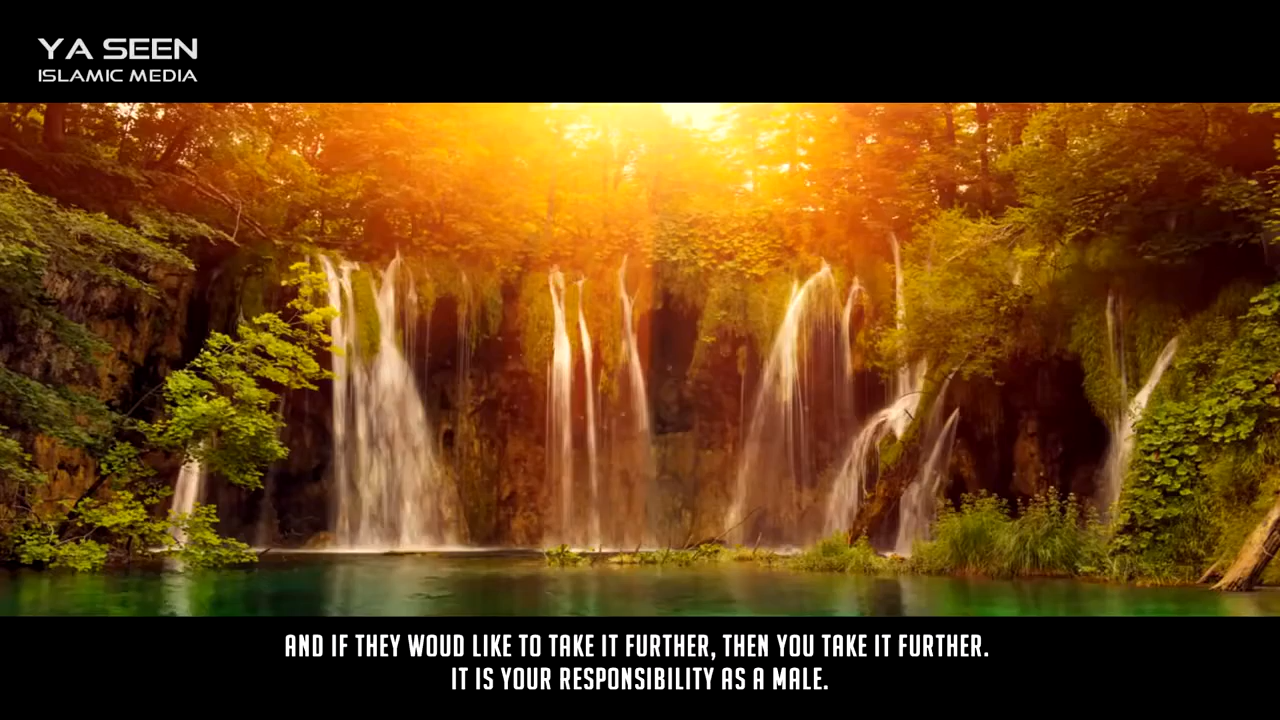 YA SEEN
ISLAMIC MEDIA
AND IF THEY WOUD LIKE TO TAKE IT FURTHER, THEN YOU TAKE IT FURTHER.
IT IS YOUR RESPONSIBILITY AS A MALE.